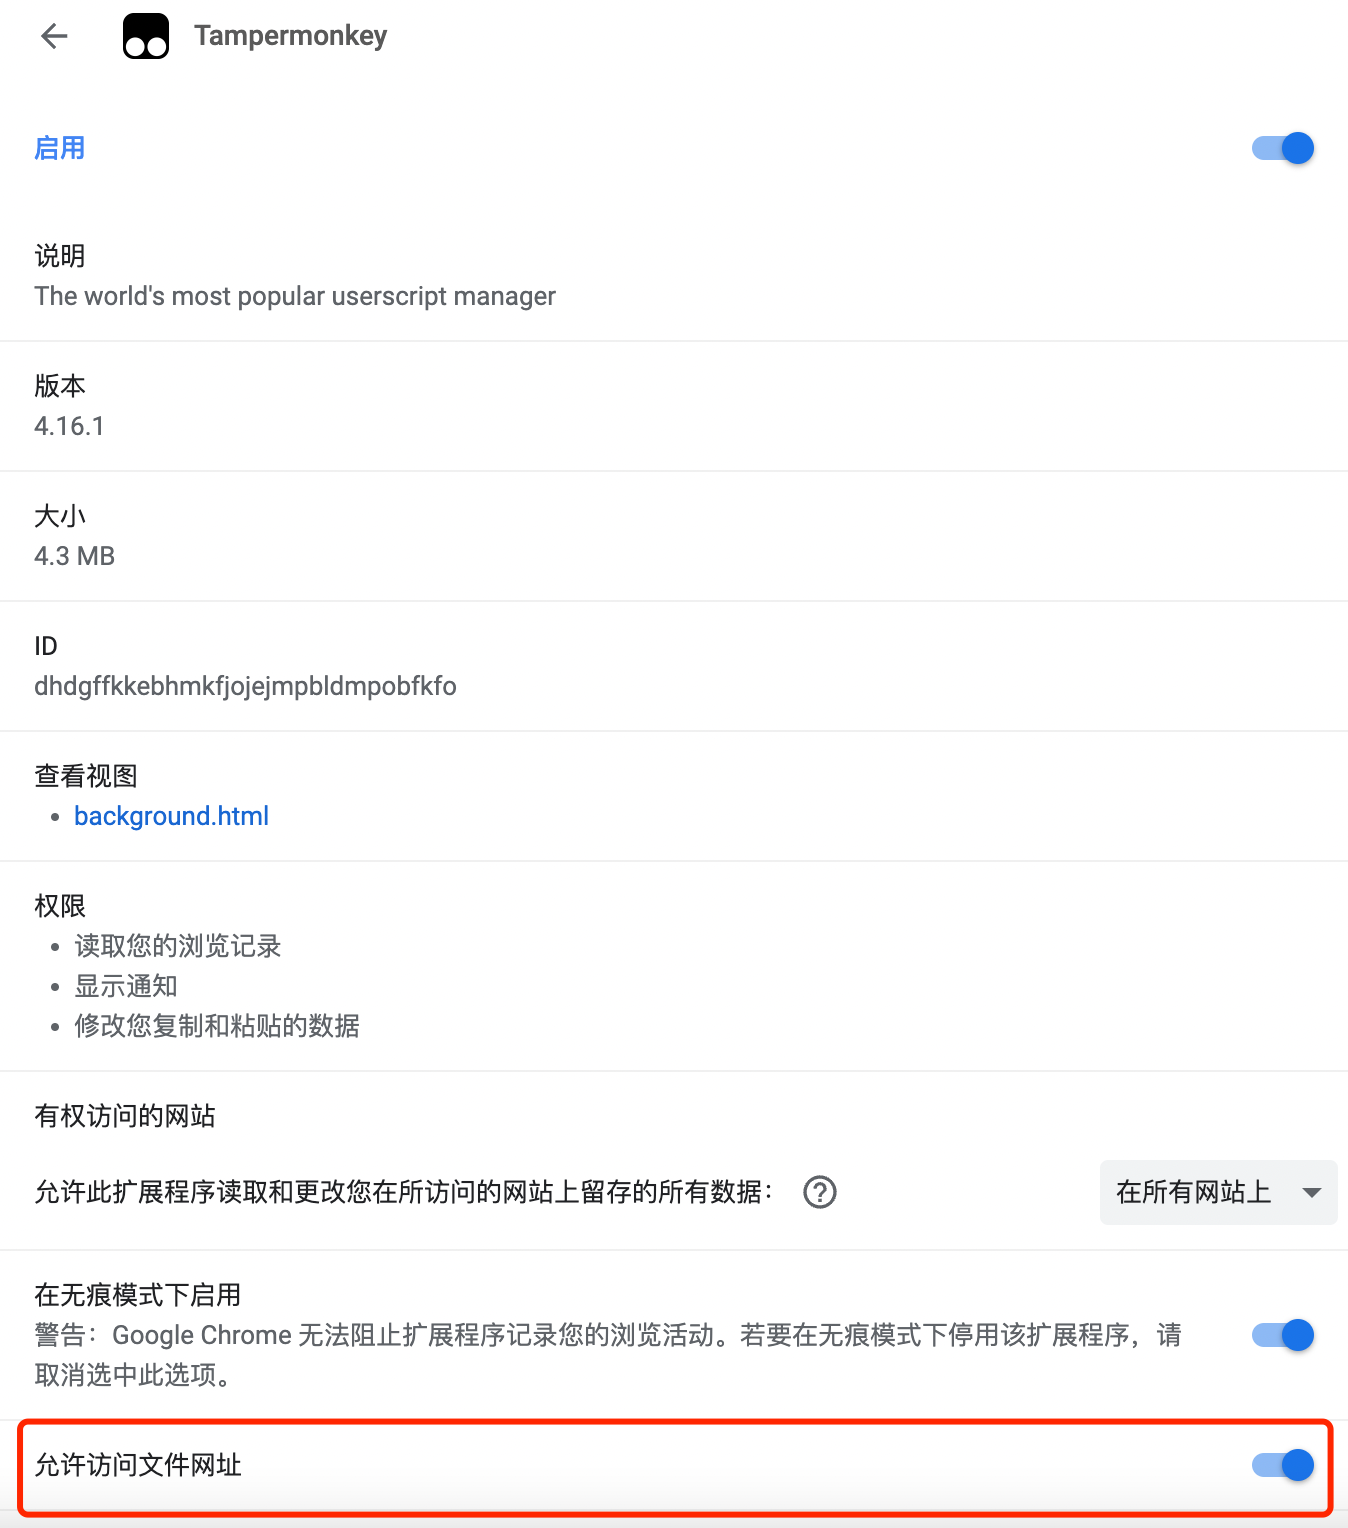 Tampermonkey
启用
说明
The world's most popular userscript manager
版本
4.16.1
大小
4.3 MB
ID
dhdgffkkebhmkfjojejmpbldmpobfkfo
查看视图
• background.html
权限
• 读取您的浏览记录
• 显示通知
• 修改您复制和粘贴的数据
有权访问的网站
允许此扩展程序读取和更改您在所访问的网站上留存的所有数据： ? 在所有网站上
在无痕模式下启用
警告：Google Chrome 无法阻止扩展程序记录您的浏览活动。若要在无痕模式下停用该扩展程序，请
取消选中此选项。
允许访问文件网址